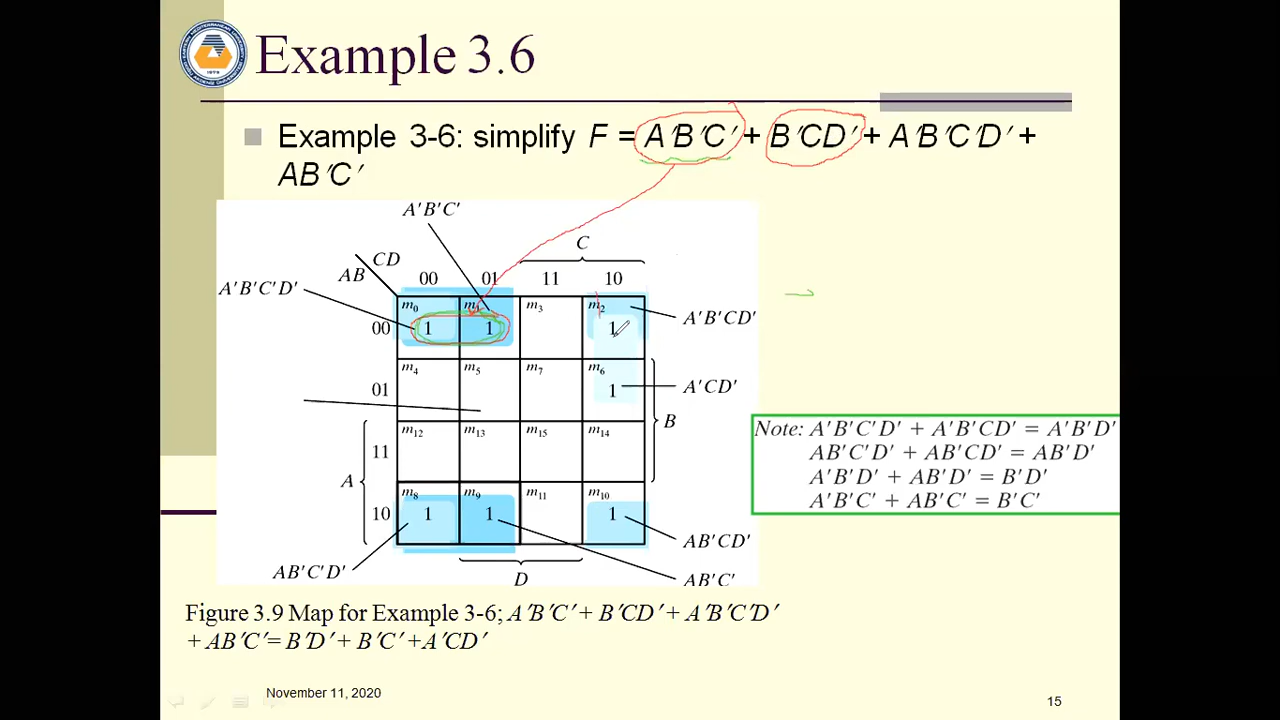 Example 3.6
Example 3-6: simplify F = A′B′C′ + B′CD′ + A′B′C′D′ +
AB′C′
A′B′C′
C
CD
AB
00 01 11 10
A′B′C′D′
m0 m1 m3 m2
A′B′CD′
00 1 1 1
m4 m5 m7 m6
A′CD′
01 1
B
m12 m13 m15 m14
11
A
m8 m9 m11 m10
10 1 1 1
AB′CD′
AB′C′D′
D
AB′C′
Note: A′B′C′D′ + A′B′CD′ = A′B′D′
AB′C′D′ + AB′CD′ = AB′D′
A′B′D′ + AB′D′ = B′D′
A′B′C′ + AB′C′ = B′C′
Figure 3.9 Map for Example 3-6; A′B′C′ + B′CD′ + A′B′C′D′
+ AB′C′= B′D′ + B′C′ +A′CD′
November 11, 2020
15